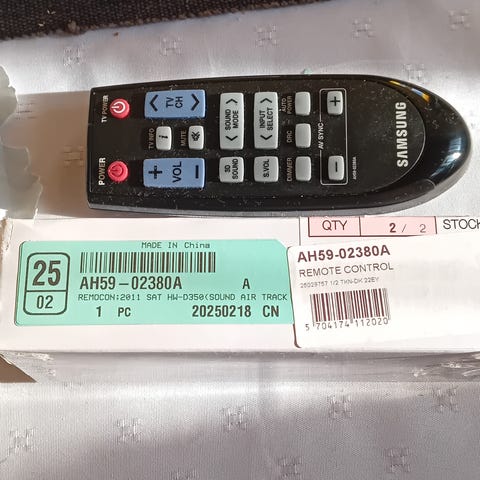 TV POWER
TV CH
SOUND MODE
INPUT SELECT
AUTO POWER
+
AV SYNC
-
SAMSUNG
TV INFO
i
MUTE
DRC
AH59-02380A
POWER
+ VOL -
3D SOUND
S.VOL
DIMMER
QTY 2 / 2 STOCK
MADE IN China
25
02
AH59-02380A A
REMOCON:2011 SAT HW-D350(SOUND AIR TRACK
1 PC 20250218 CN
AH59-02380A
REMOTE CONTROL
5 704174 112020